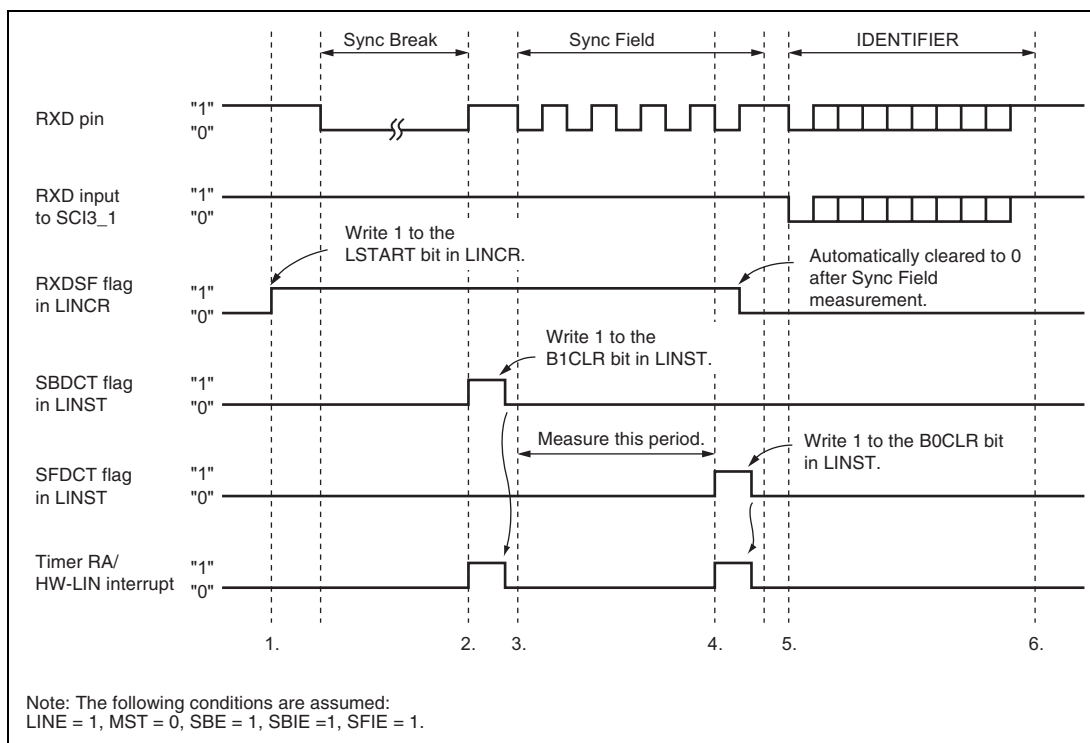 Sync Break
Sync Field
IDENTIFIER
RXD pin
"1"
"0"
RXD input
to SCI3_1
"1"
"0"
Write 1 to the
LSTART bit in LINCR.
Automatically cleared to 0
after Sync Field
measurement.
RXDSF flag
in LINCR
"1"
"0"
Write 1 to the
B1CLR bit in LINST.
SBDCT flag
in LINST
"1"
"0"
Measure this period.
Write 1 to the B0CLR bit
in LINST.
SFDCT flag
in LINST
"1"
"0"
Timer RA/
HW-LIN interrupt
"1"
"0"
1.
2.
3.
4.
5.
6.
Note: The following conditions are assumed:
LINE = 1, MST = 0, SBE = 1, SBIE =1, SFIE = 1.